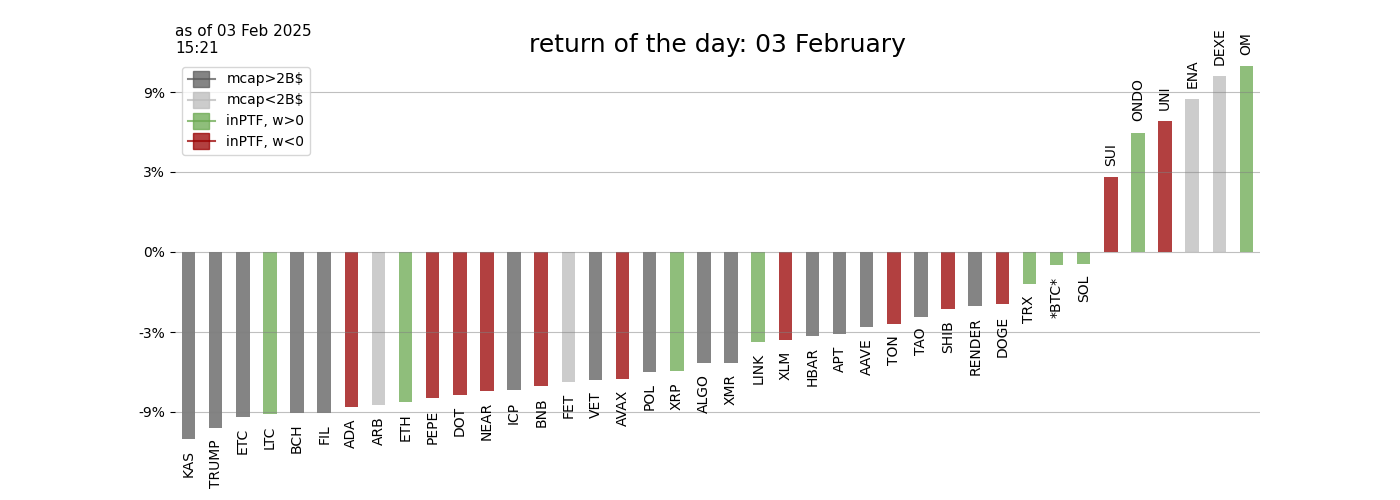 as of 03 Feb 2025
15:21
return of the day: 03 February
mcap>2B$
mcap<2B$
inPTF, w>0
inPTF, w<0
9%
3%
0%
-3%
-9%
KAS
TRUMP
ETC
LTC
BCH
FIL
ADA
ARB
ETH
PEPE
DOT
NEAR
ICP
BNB
FET
VET
AVAX
POL
XRP
ALGO
XMR
LINK
XLM
HBAR
APT
AAVE
TON
TAO
SHIB
RENDER
DOGE
TRX
*BTC*
SOL
SUI
ONDO
UNI
ENA
DEXE
OM